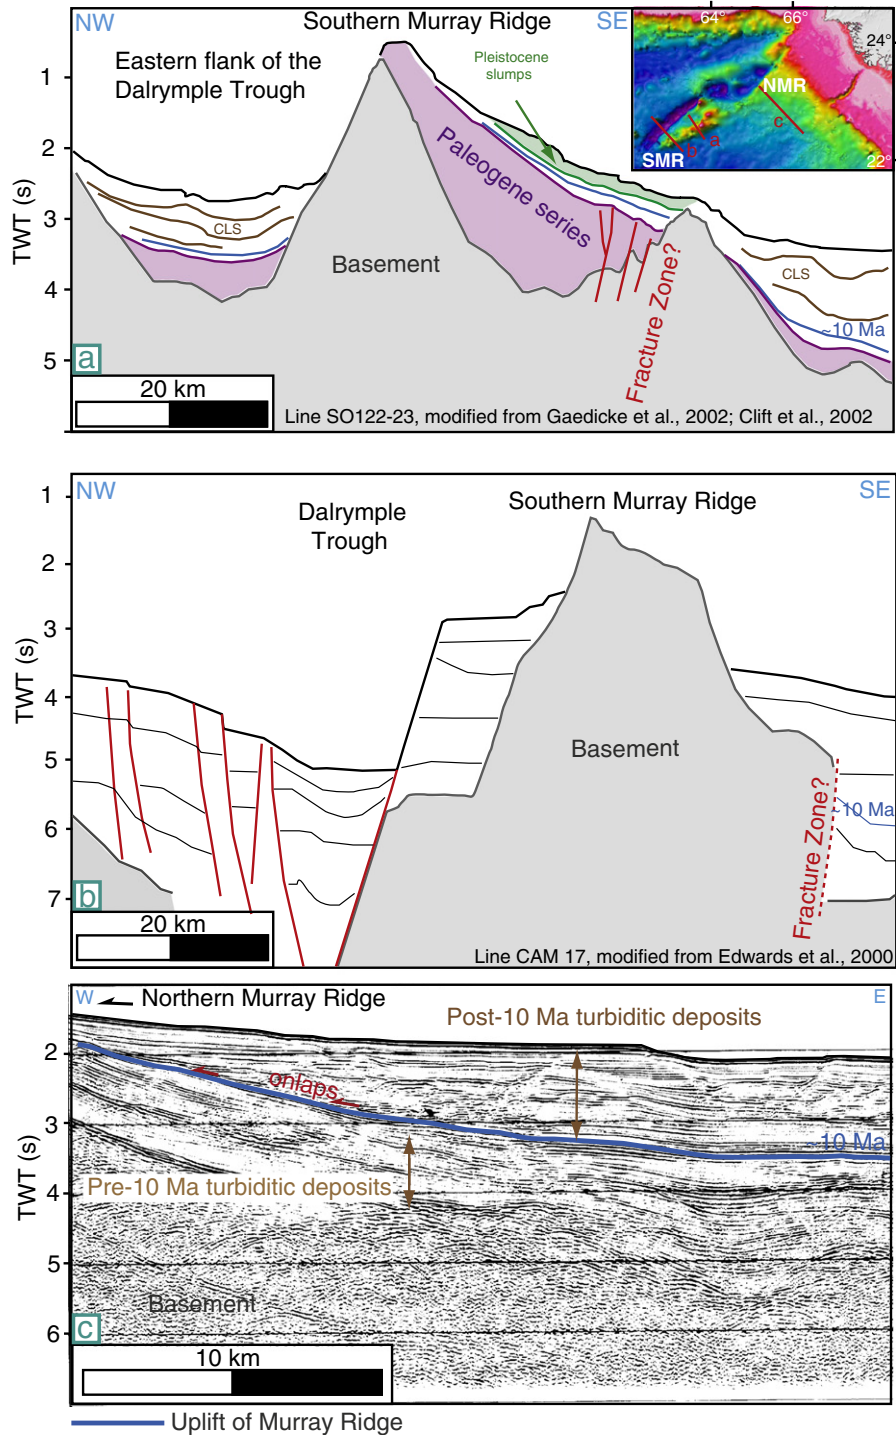 NW
Southern Murray Ridge
SE
64°
66°
24°
22°
NMR
SMR
a
b
c
Eastern flank of the
Dalrymple Trough
Pleistocene
slumps
1
2
3
4
5
TWT (s)
CLS
Paleogene series
Basement
Fracture Zone?
CLS
~10 Ma
a
20 km
Line SO122-23, modified from Gaedicke et al., 2002; Clift et al., 2002
NW
SE
Dalrymple
Trough
Southern Murray Ridge
1
2
3
4
5
6
7
TWT (s)
Basement
Fracture Zone?
~10 Ma
b
20 km
Line CAM 17, modified from Edwards et al., 2000
W
Northern Murray Ridge
E
Post-10 Ma turbiditic deposits
2
3
4
5
6
TWT (s)
onlaps
~10 Ma
Pre-10 Ma turbiditic deposits
Basement
c
10 km
Uplift of Murray Ridge